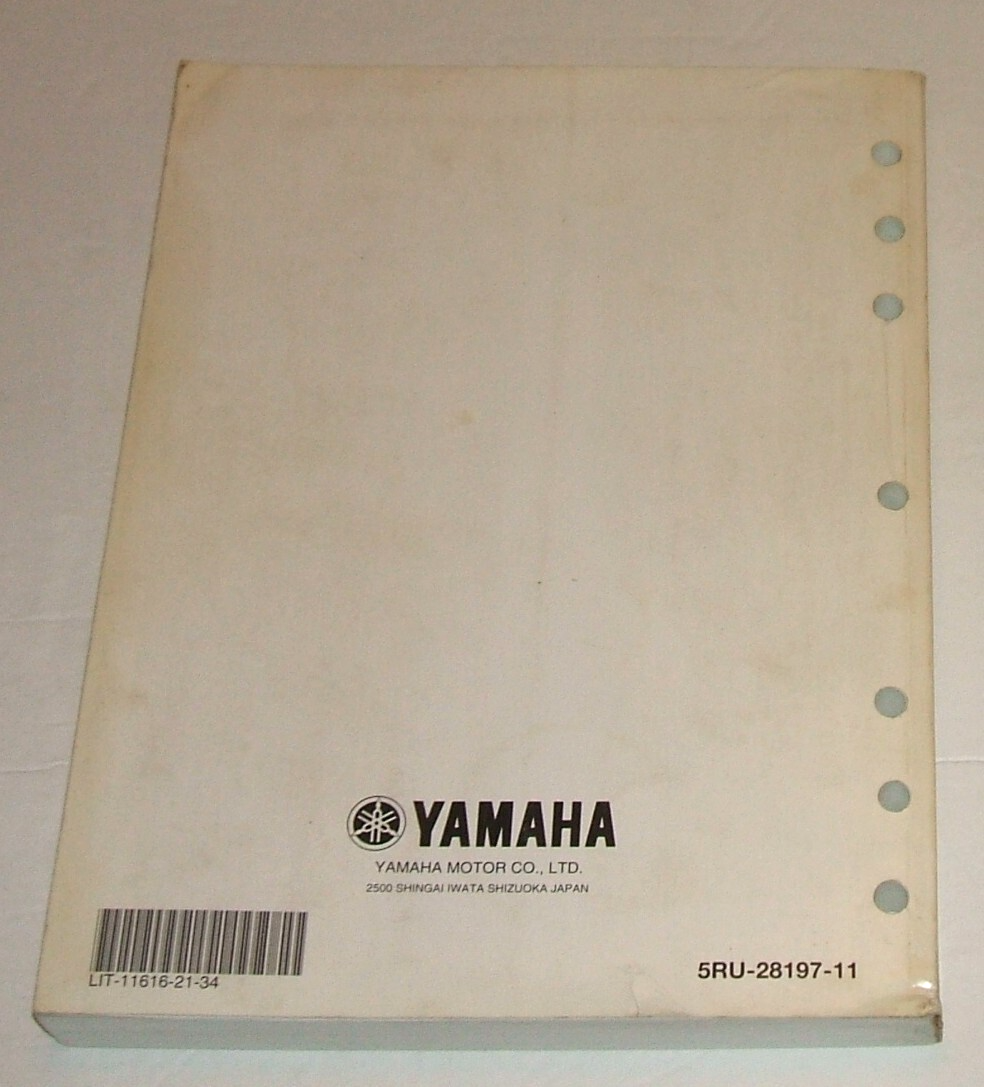 YAMAHA
YAMAHA MOTOR CO., LTD.
2500 SHINGAI IWATA SHIZUOKA JAPAN
LIT-11616-21-34
5RU-28197-11